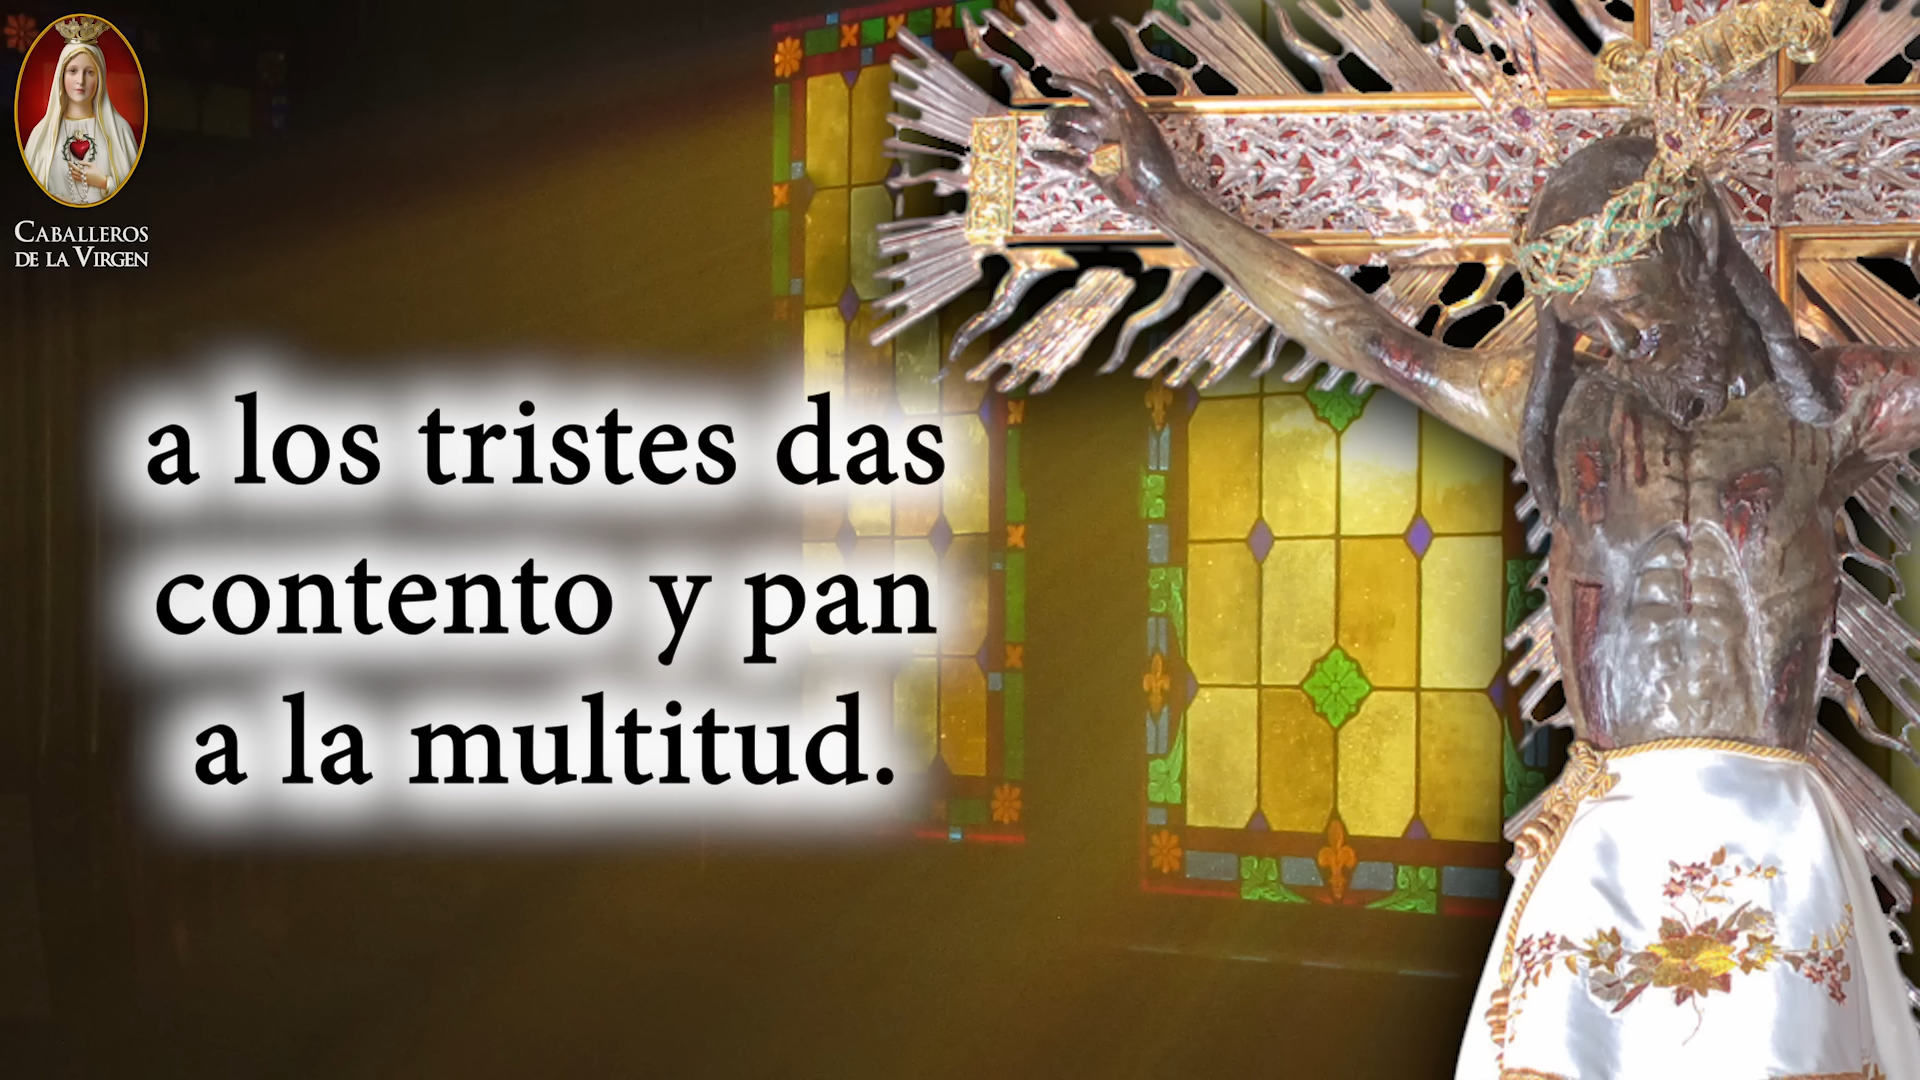 CABALLEROS
DE LA VIRGEN
a los tristes das
contento y pan
a la multitud.